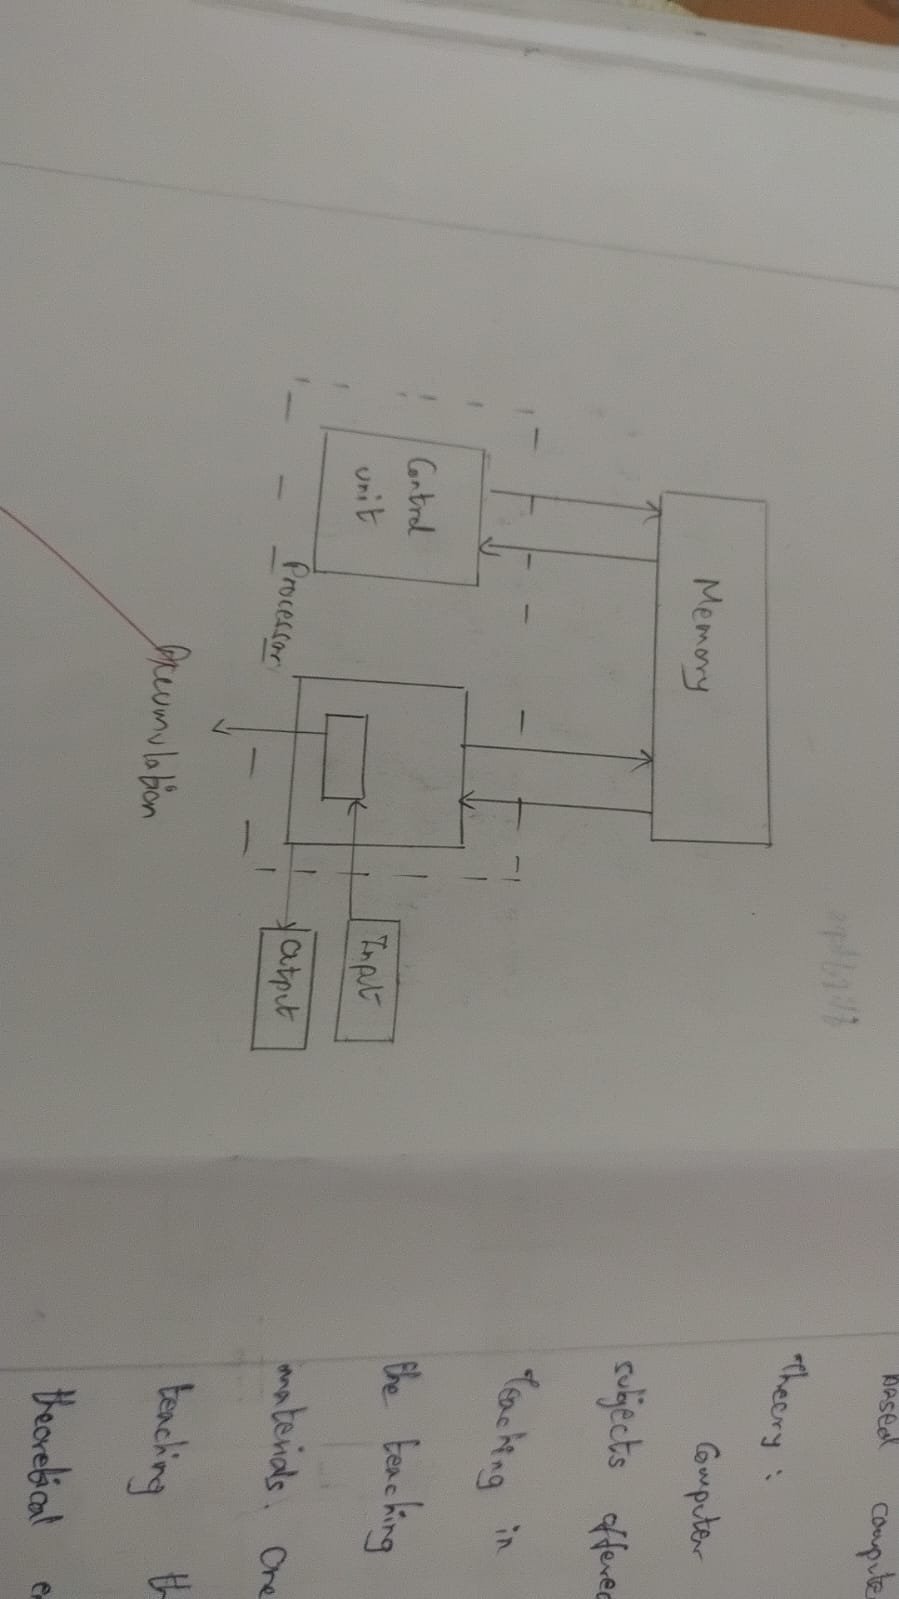 Memory
Control
unit
Processor
Input
Accumulation
based compute
Theory:
Computer
subjects offere
teaching in
the teaching
materials. One
teaching th
theoretical e